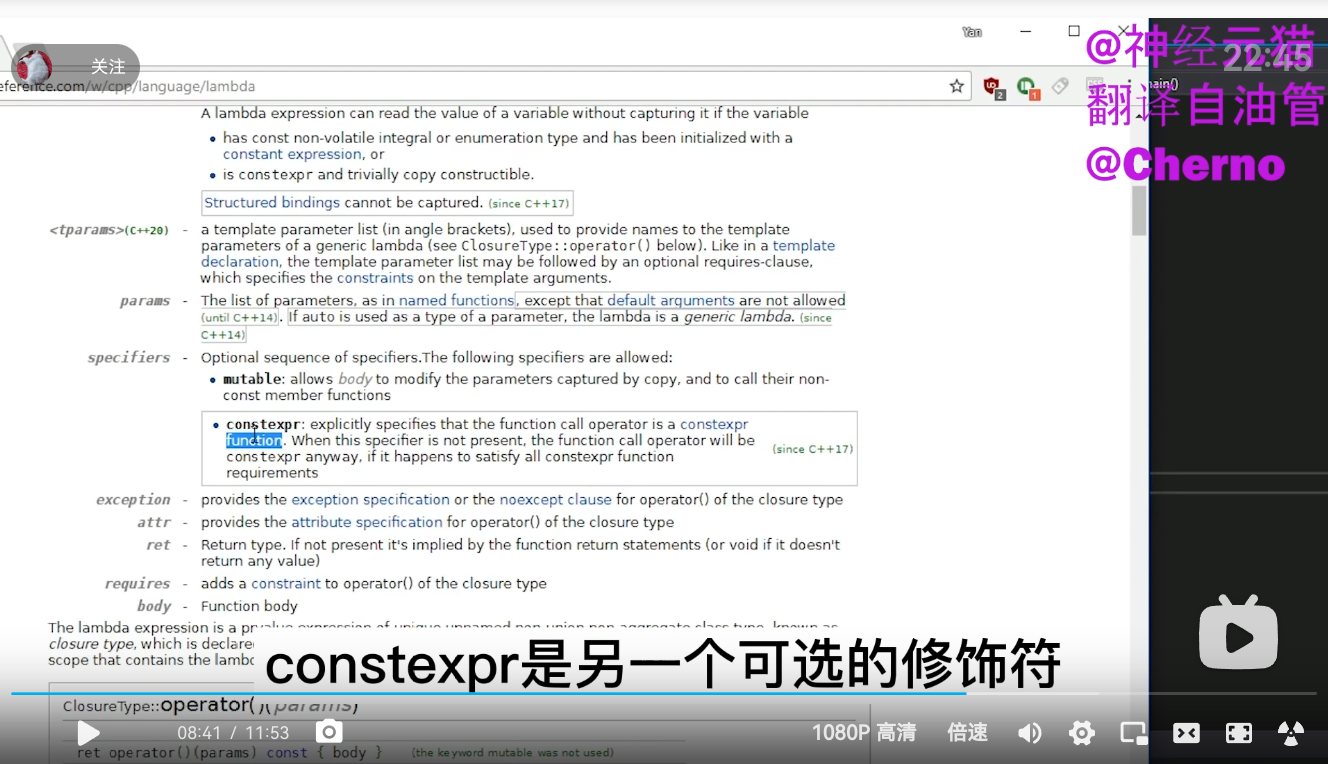 Yan
@神经元猫
22:45
关注
eference.com/w/cpp/language/lambda
2
1
main()
翻译自油管
@Cherno
A lambda expression can read the value of a variable without capturing it if the variable
• has const non-volatile integral or enumeration type and has been initialized with a
constant expression, or
• is constexpr and trivially copy constructible.
Structured bindings cannot be captured. (since C++17)
<tparams>(C++20) - a template parameter list (in angle brackets), used to provide names to the template
parameters of a generic lambda (see ClosureType::operator() below). Like in a template
declaration, the template parameter list may be followed by an optional requires-clause,
which specifies the constraints on the template arguments.
params - The list of parameters, as in named functions, except that default arguments are not allowed
(until C++14). If auto is used as a type of a parameter, the lambda is a generic lambda. (since
C++14)
specifiers - Optional sequence of specifiers.The following specifiers are allowed:
• mutable: allows body to modify the parameters captured by copy, and to call their non-
const member functions
• constexpr: explicitly specifies that the function call operator is a constexpr
function. When this specifier is not present, the function call operator will be
constexpr anyway, if it happens to satisfy all constexpr function
requirements
(since C++17)
exception - provides the exception specification or the noexcept clause for operator() of the closure type
attr - provides the attribute specification for operator() of the closure type
ret - Return type. If not present it's implied by the function return statements (or void if it doesn't
return any value)
requires - adds a constraint to operator() of the closure type
body - Function body
The lambda expression is a prvalue expression of unique unnamed non-union non-aggregate class type, known as
closure type, which is declare
scope that contains the lambd
constexpr是另一个可选的修饰符
ClosureType::operator()(params)
08:41 / 11:53
1080P 高清
倍速
ret operator()(params) const { body } (the keyword mutable was not used)